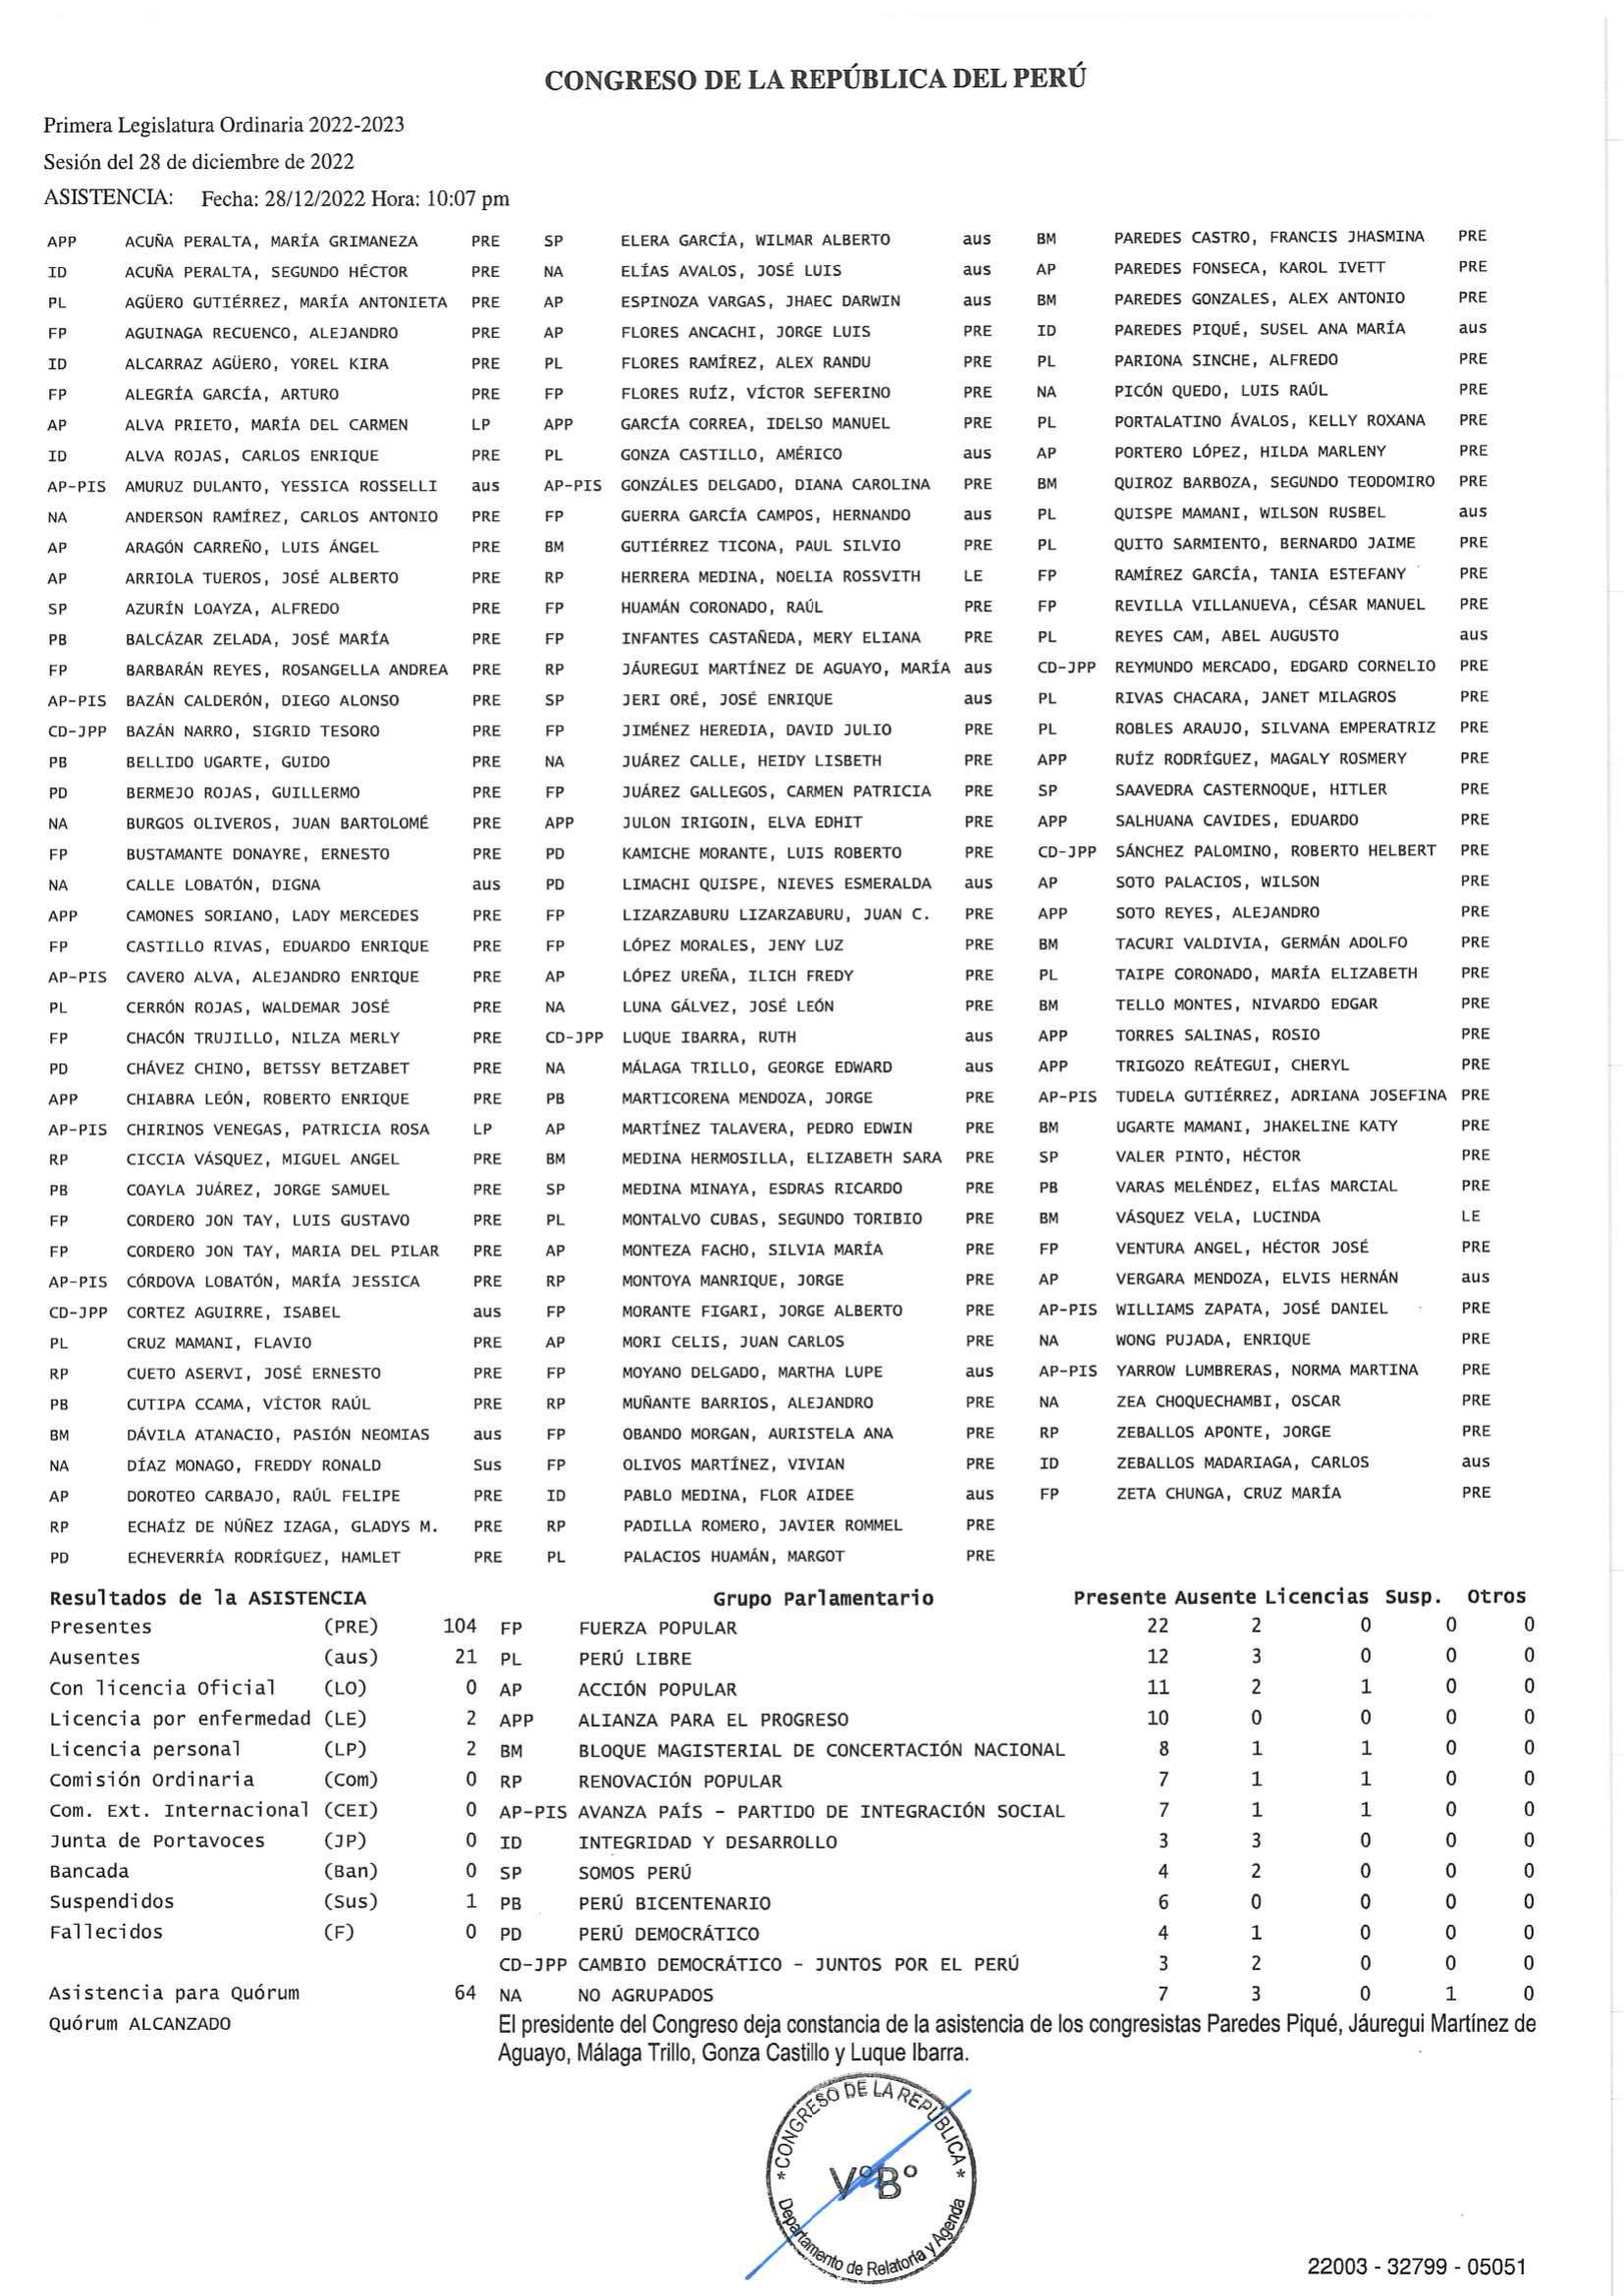 CONGRESO DE LA REPÚBLICA DEL PERÚ
Primera Legislatura Ordinaria 2022-2023
Sesión del 28 de diciembre de 2022
ASISTENCIA: Fecha: 28/12/2022 Hora: 10:07 pm
APP ACUÑA PERALTA, MARÍA GRIMANEZA PRE SP ELERA GARCÍA, WILMAR ALBERTO aus BM PAREDES CASTRO, FRANCIS JHASMINA PRE
ID ACUÑA PERALTA, SEGUNDO HÉCTOR PRE NA ELÍAS AVALOS, JOSÉ LUIS aus AP PAREDES FONSECA, KAROL IVETT PRE
PL AGÜERO GUTIÉRREZ, MARÍA ANTONIETA PRE AP ESPINOZA VARGAS, JHAEC DARWIN aus BM PAREDES GONZALES, ALEX ANTONIO PRE
FP AGUINAGA RECUENCO, ALEJANDRO PRE AP FLORES ANCACHI, JORGE LUIS PRE ID PAREDES PIQUÉ, SUSEL ANA MARÍA aus
ID ALCARRAZ AGÜERO, YOREL KIRA PRE PL FLORES RAMÍREZ, ALEX RANDU PRE PL PARIONA SINCHE, ALFREDO PRE
FP ALEGRÍA GARCÍA, ARTURO PRE FP FLORES RUÍZ, VÍCTOR SEFERINO PRE NA PICÓN QUEDO, LUIS RAÚL PRE
AP ALVA PRIETO, MARÍA DEL CARMEN LP APP GARCÍA CORREA, IDELSO MANUEL PRE PL PORTALATINO ÁVALOS, KELLY ROXANA PRE
ID ALVA ROJAS, CARLOS ENRIQUE PRE PL GONZA CASTILLO, AMÉRICO aus AP PORTERO LÓPEZ, HILDA MARLENY PRE
AP-PIS AMURUZ DULANTO, YESSICA ROSSELLI aus AP-PIS GONZÁLES DELGADO, DIANA CAROLINA PRE BM QUIROZ BARBOZA, SEGUNDO TEODOMIRO PRE
NA ANDERSON RAMÍREZ, CARLOS ANTONIO PRE FP GUERRA GARCÍA CAMPOS, HERNANDO aus PL QUISPE MAMANI, WILSON RUSBEL aus
AP ARAGÓN CARREÑO, LUIS ÁNGEL PRE BM GUTIÉRREZ TICONA, PAUL SILVIO PRE PL QUITO SARMIENTO, BERNARDO JAIME PRE
AP ARRIOLA TUEROS, JOSÉ ALBERTO PRE RP HERRERA MEDINA, NOELIA ROSSVITH LE FP RAMÍREZ GARCÍA, TANIA ESTEFANY PRE
SP AZURÍN LOAYZA, ALFREDO PRE FP HUAMÁN CORONADO, RAÚL PRE FP REVILLA VILLANUEVA, CÉSAR MANUEL PRE
PB BALCÁZAR ZELADA, JOSÉ MARÍA PRE FP INFANTES CASTAÑEDA, MERY ELIANA PRE PL REYES CAM, ABEL AUGUSTO aus
FP BARBARÁN REYES, ROSANGELLA ANDREA PRE RP JÁUREGUI MARTÍNEZ DE AGUAYO, MARÍA aus CD-JPP REYMUNDO MERCADO, EDGARD CORNELIO PRE
AP-PIS BAZÁN CALDERÓN, DIEGO ALONSO PRE SP JERI ORÉ, JOSÉ ENRIQUE aus PL RIVAS CHACARA, JANET MILAGROS PRE
CD-JPP BAZÁN NARRO, SIGRID TESORO PRE FP JIMÉNEZ HEREDIA, DAVID JULIO PRE PL ROBLES ARAUJO, SILVANA EMPERATRIZ PRE
PB BELLIDO UGARTE, GUIDO PRE NA JUÁREZ CALLE, HEIDY LISBETH PRE APP RUÍZ RODRÍGUEZ, MAGALY ROSMERY PRE
PD BERMEJO ROJAS, GUILLERMO PRE FP JUÁREZ GALLEGOS, CARMEN PATRICIA PRE SP SAAVEDRA CASTERNOQUE, HITLER PRE
NA BURGOS OLIVEROS, JUAN BARTOLOMÉ PRE APP JULON IRIGOIN, ELVA EDHIT PRE APP SALHUANA CAVIDES, EDUARDO PRE
FP BUSTAMANTE DONAYRE, ERNESTO PRE PD KAMICHE MORANTE, LUIS ROBERTO PRE CD-JPP SÁNCHEZ PALOMINO, ROBERTO HELBERT PRE
NA CALLE LOBATÓN, DIGNA aus PD LIMACHI QUISPE, NIEVES ESMERALDA aus AP SOTO PALACIOS, WILSON PRE
APP CAMONES SORIANO, LADY MERCEDES PRE FP LIZARZABURU LIZARZABURU, JUAN C. PRE APP SOTO REYES, ALEJANDRO PRE
FP CASTILLO RIVAS, EDUARDO ENRIQUE PRE FP LÓPEZ MORALES, JENY LUZ PRE BM TACURI VALDIVIA, GERMÁN ADOLFO PRE
AP-PIS CAVERO ALVA, ALEJANDRO ENRIQUE PRE AP LÓPEZ UREÑA, ILICH FREDY PRE PL TAIPE CORONADO, MARÍA ELIZABETH PRE
PL CERRÓN ROJAS, WALDEMAR JOSÉ PRE NA LUNA GÁLVEZ, JOSÉ LEÓN PRE BM TELLO MONTES, NIVARDO EDGAR PRE
FP CHACÓN TRUJILLO, NILZA MERLY PRE CD-JPP LUQUE IBARRA, RUTH aus APP TORRES SALINAS, ROSIO PRE
PD CHÁVEZ CHINO, BETSSY BETZABET PRE NA MÁLAGA TRILLO, GEORGE EDWARD aus APP TRIGOZO REÁTEGUI, CHERYL PRE
APP CHIABRA LEÓN, ROBERTO ENRIQUE PRE PB MARTICORENA MENDOZA, JORGE PRE AP-PIS TUDELA GUTIÉRREZ, ADRIANA JOSEFINA PRE
AP-PIS CHIRINOS VENEGAS, PATRICIA ROSA LP AP MARTÍNEZ TALAVERA, PEDRO EDWIN PRE BM UGARTE MAMANI, JHAKELINE KATY PRE
RP CICCIA VÁSQUEZ, MIGUEL ANGEL PRE BM MEDINA HERMOSILLA, ELIZABETH SARA PRE SP VALER PINTO, HÉCTOR PRE
PB COAYLA JUÁREZ, JORGE SAMUEL PRE SP MEDINA MINAYA, ESDRAS RICARDO PRE PB VARAS MELÉNDEZ, ELÍAS MARCIAL PRE
FP CORDERO JON TAY, LUIS GUSTAVO PRE PL MONTALVO CUBAS, SEGUNDO TORIBIO PRE BM VÁSQUEZ VELA, LUCINDA LE
FP CORDERO JON TAY, MARIA DEL PILAR PRE AP MONTEZA FACHO, SILVIA MARÍA PRE FP VENTURA ANGEL, HÉCTOR JOSÉ PRE
AP-PIS CÓRDOVA LOBATÓN, MARÍA JESSICA PRE RP MONTOYA MANRIQUE, JORGE PRE AP VERGARA MENDOZA, ELVIS HERNÁN aus
CD-JPP CORTEZ AGUIRRE, ISABEL aus FP MORANTE FIGARI, JORGE ALBERTO PRE AP-PIS WILLIAMS ZAPATA, JOSÉ DANIEL PRE
PL CRUZ MAMANI, FLAVIO PRE AP MORI CELIS, JUAN CARLOS PRE NA WONG PUJADA, ENRIQUE PRE
RP CUETO ASERVI, JOSÉ ERNESTO PRE FP MOYANO DELGADO, MARTHA LUPE aus AP-PIS YARROW LUMBRERAS, NORMA MARTINA PRE
PB CUTIPA CCAMA, VÍCTOR RAÚL PRE RP MUÑANTE BARRIOS, ALEJANDRO PRE NA ZEA CHOQUECHAMBI, OSCAR PRE
BM DÁVILA ATANACIO, PASIÓN NEOMIAS aus FP OBANDO MORGAN, AURISTELA ANA PRE RP ZEBALLOS APONTE, JORGE PRE
NA DÍAZ MONAGO, FREDDY RONALD Sus FP OLIVOS MARTÍNEZ, VIVIAN PRE ID ZEBALLOS MADARIAGA, CARLOS aus
AP DOROTEO CARBAJO, RAÚL FELIPE PRE ID PABLO MEDINA, FLOR AIDEE aus FP ZETA CHUNGA, CRUZ MARÍA PRE
RP ECHAÍZ DE NÚÑEZ IZAGA, GLADYS M. PRE RP PADILLA ROMERO, JAVIER ROMMEL PRE
PD ECHEVERRÍA RODRÍGUEZ, HAMLET PRE PL PALACIOS HUAMÁN, MARGOT PRE
Resultados de la ASISTENCIA Grupo Parlamentario Presente Ausente Licencias Susp. Otros
Presentes (PRE) 104 FP FUERZA POPULAR 22 2 0 0 0
Ausentes (aus) 21 PL PERÚ LIBRE 12 3 0 0 0
Con licencia Oficial (LO) 0 AP ACCIÓN POPULAR 11 2 1 0 0
Licencia por enfermedad (LE) 2 APP ALIANZA PARA EL PROGRESO 10 0 0 0 0
Licencia personal (LP) 2 BM BLOQUE MAGISTERIAL DE CONCERTACIÓN NACIONAL 8 1 1 0 0
Comisión Ordinaria (Com) 0 RP RENOVACIÓN POPULAR 7 1 1 0 0
Com. Ext. Internacional (CEI) 0 AP-PIS AVANZA PAÍS - PARTIDO DE INTEGRACIÓN SOCIAL 7 1 1 0 0
Junta de Portavoces (JP) 0 ID INTEGRIDAD Y DESARROLLO 3 3 0 0 0
Bancada (Ban) 0 SP SOMOS PERÚ 4 2 0 0 0
Suspendidos (Sus) 1 PB PERÚ BICENTENARIO 6 0 0 0 0
Fallecidos (F) 0 PD PERÚ DEMOCRÁTICO 4 1 0 0 0
CD-JPP CAMBIO DEMOCRÁTICO - JUNTOS POR EL PERÚ 3 2 0 0 0
Asistencia para Quórum 64 NA NO AGRUPADOS 7 3 0 1 0
Quórum ALCANZADO El presidente del Congreso deja constancia de la asistencia de los congresistas Paredes Piqué, Jáuregui Martínez de
Aguayo, Málaga Trillo, Gonza Castillo y Luque Ibarra.
* CONGRESO DE LA REPÚBLICA *
V°B°
Departamento de Relatoría y Agenda
22003 - 32799 - 05051